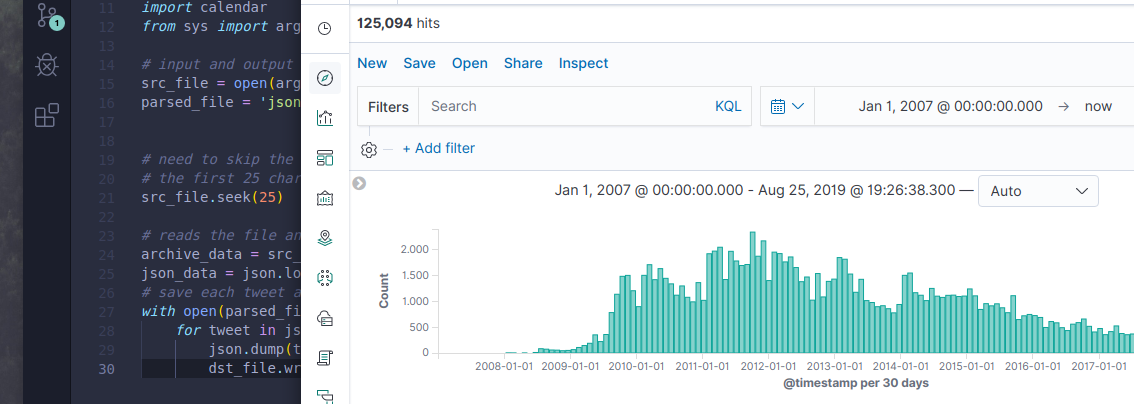 1
11 import calendar
12 from sys import arg
13
14 # input and output
15 src_file = open(arg
16 parsed_file = 'json
17
18
19 # need to skip the
20 # the first 25 char
21 src_file.seek(25)
22
23 # reads the file an
24 archive_data = src_
25 json_data = json.lo
26 # save each tweet a
27 with open(parsed_fi
28 for tweet in js
29 json.dump(t
30 dst_file.wr
125,094 hits
New Save Open Share Inspect
Filters Search KQL Jan 1, 2007 @ 00:00:00.000 → now
+ Add filter
Jan 1, 2007 @ 00:00:00.000 - Aug 25, 2019 @ 19:26:38.300 — Auto
Count
2.000
1.500
1.000
500
0
2008-01-01 2009-01-01 2010-01-01 2011-01-01 2012-01-01 2013-01-01 2014-01-01 2015-01-01 2016-01-01 2017-01-01
@timestamp per 30 days